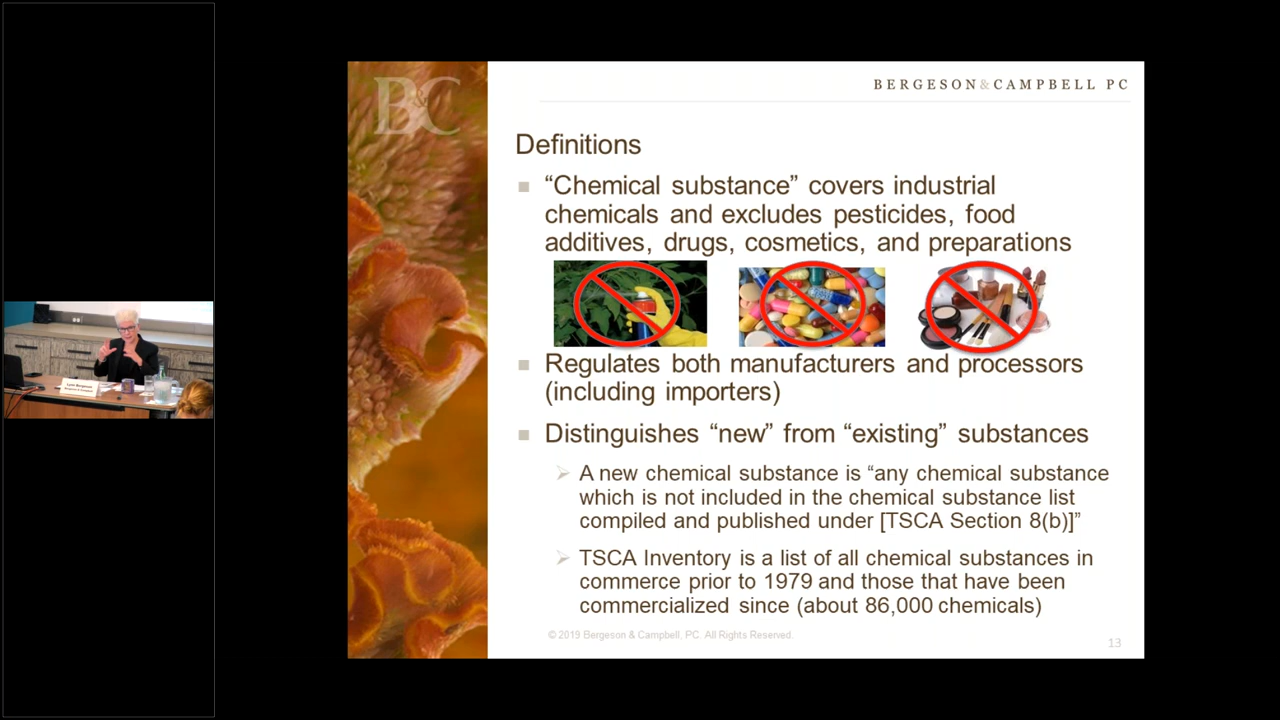 B&C
BERGESON&CAMPBELL PC
Definitions
“Chemical substance” covers industrial
chemicals and excludes pesticides, food
additives, drugs, cosmetics, and preparations
Regulates both manufacturers and processors
(including importers)
Distinguishes “new” from “existing” substances
A new chemical substance is “any chemical substance
which is not included in the chemical substance list
compiled and published under [TSCA Section 8(b)]”
TSCA Inventory is a list of all chemical substances in
commerce prior to 1979 and those that have been
commercialized since (about 86,000 chemicals)
© 2019 Bergeson & Campbell, PC. All Rights Reserved.
13
Lynn Bergeson
Bergeson & Campbell